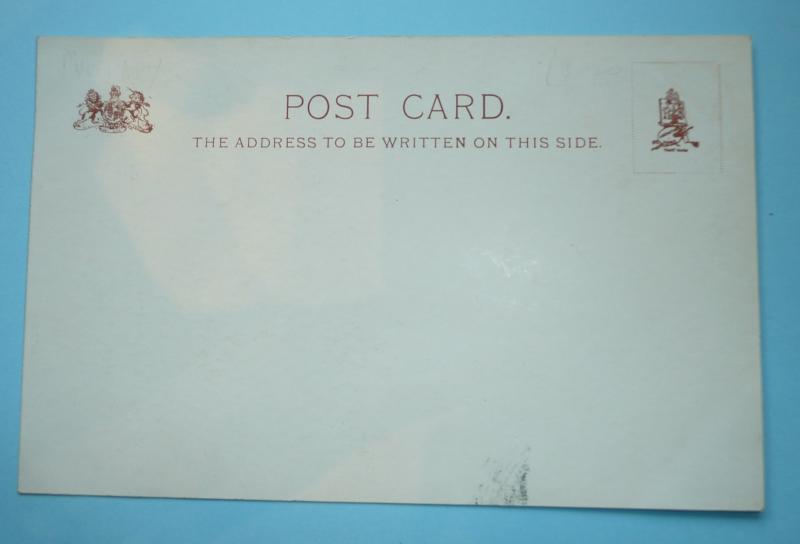 POST CARD.
THE ADDRESS TO BE WRITTEN ON THIS SIDE.